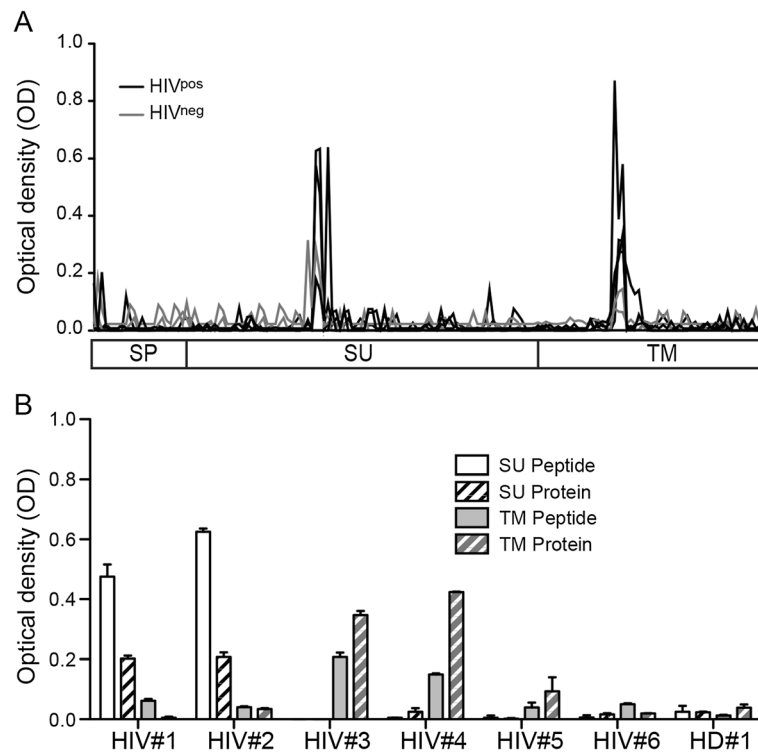 A
Optical density (OD)
1.0
0.8
0.6
0.4
0.2
0.0
HIVpos
HIVneg
SP SU TM
B
Optical density (OD)
1.0
0.8
0.6
0.4
0.2
0.0
SU Peptide
SU Protein
TM Peptide
TM Protein
HIV#1 HIV#2 HIV#3 HIV#4 HIV#5 HIV#6 HD#1